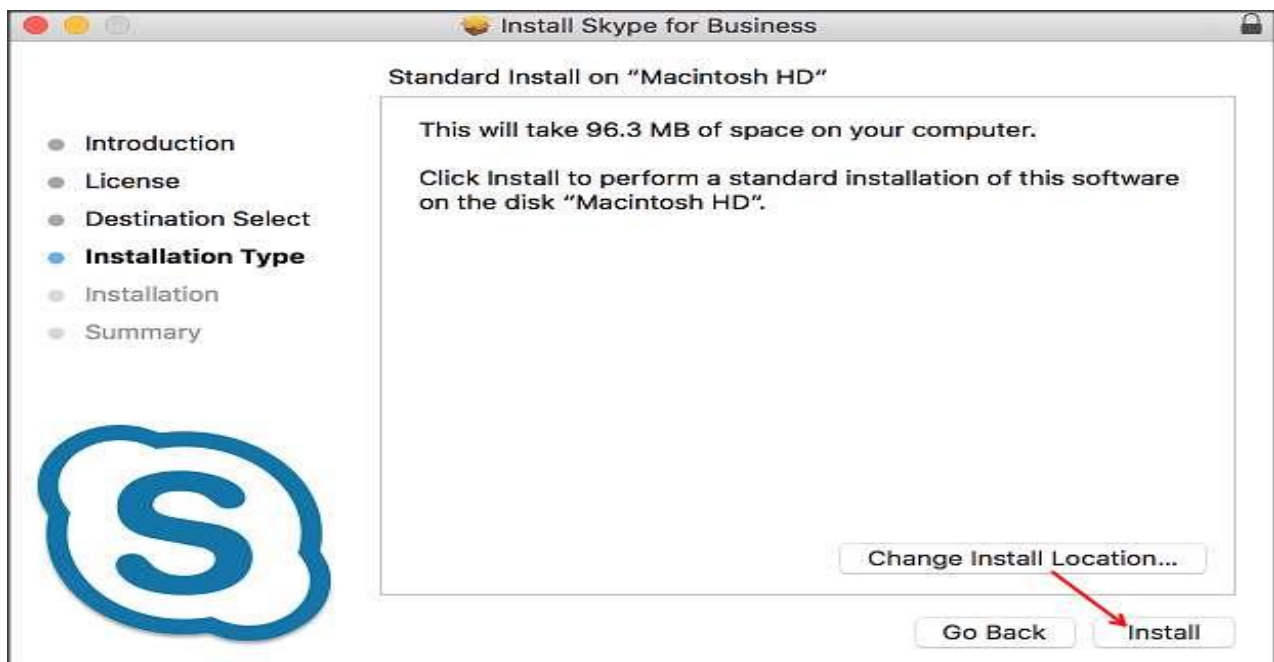 Install Skype for Business
Standard Install on “Macintosh HD”
Introduction
License
Destination Select
Installation Type
Installation
Summary
This will take 96.3 MB of space on your computer.
Click Install to perform a standard installation of this software
on the disk “Macintosh HD”.
S
Change Install Location...
Go Back
Install